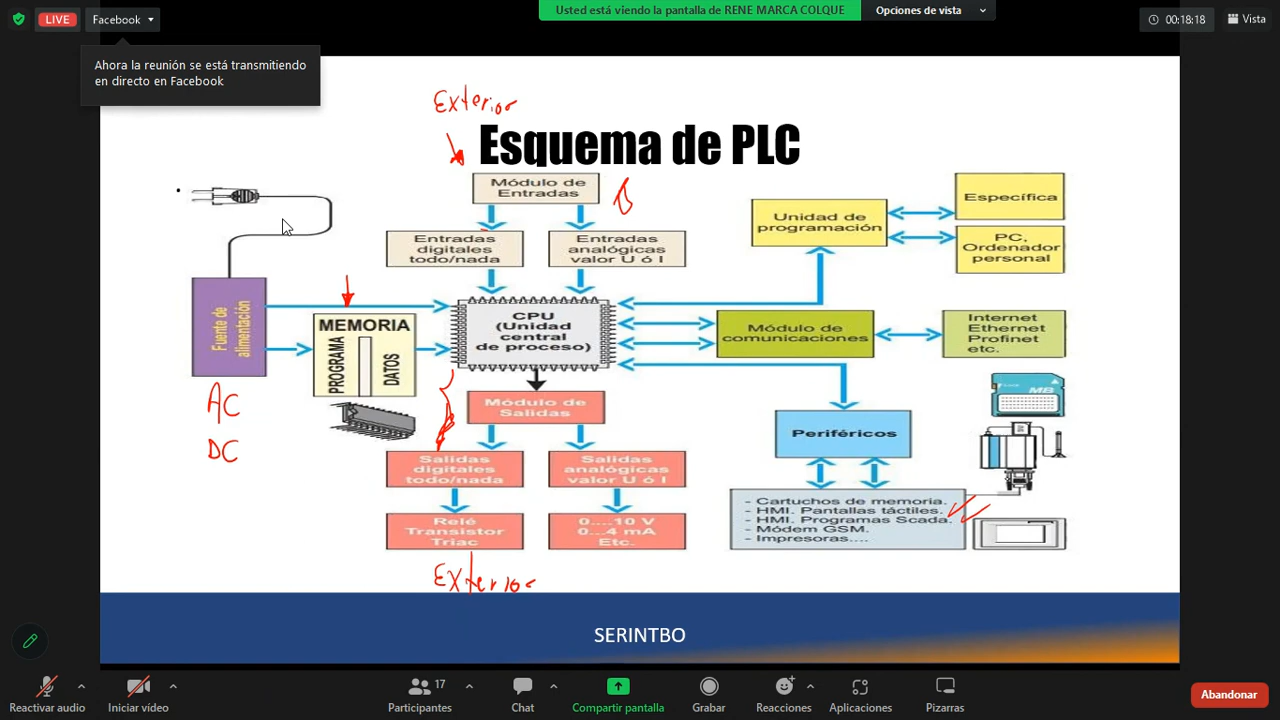 LIVE
Facebook
Usted está viendo la pantalla de RENE MARCA COLQUE
Opciones de vista
00:18:18
Vista
Ahora la reunión se está transmitiendo
en directo en Facebook
Exterior
Esquema de PLC
Módulo de
Entradas
Entradas
digitales
todo/nada
Entradas
analógicas
valor U ó I
Unidad de
programación
Específica
PC,
Ordenador
personal
Fuente de
alimentación
MEMORIA
PROGRAMA
DATOS
CPU
(Unidad
central
de proceso)
Módulo de
comunicaciones
Internet
Ethernet
Profinet
etc.
AC
DC
Módulo de
Salidas
Salidas
digitales
todo/nada
Salidas
analógicas
valor U ó I
Relé
Transistor
Triac
0....10 V
0...4 mA
Etc.
Periféricos
MB
- Cartuchos de memoria.
- HMI. Pantallas táctiles.
- HMI. Programas Scada.
- Módem GSM.
- Impresoras....
Exterior
SERINTBO
Reactivar audio
Iniciar vídeo
17
Participantes
Chat
Compartir pantalla
Grabar
Reacciones
Aplicaciones
Pizarras
Abandonar